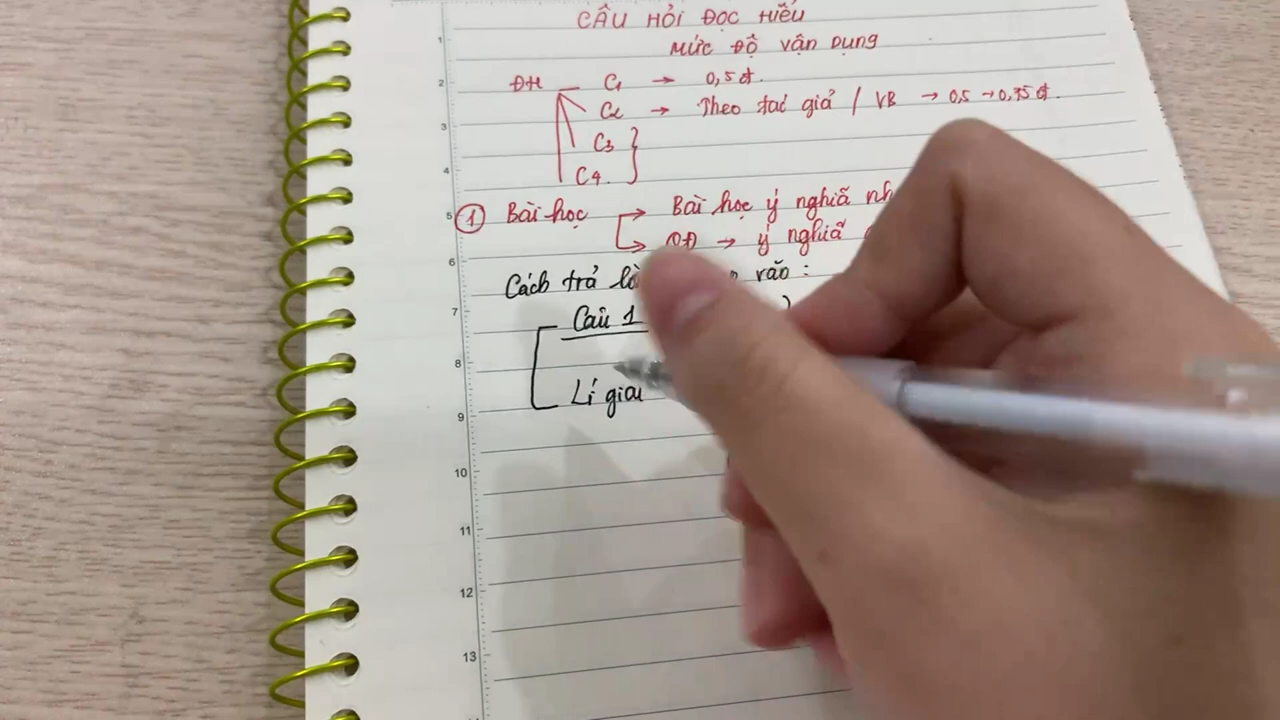 CÂU HỎI ĐỌC HIỂU
MỨC ĐỘ VẬN DỤNG
ĐH C1 → 0,5đ.
C2 → Theo tác giả / VB → 0,5 → 0,75đ.
C3
C4.
1 Bài học → Bài học ý nghĩa
→ QĐ → ý nghĩa
Cách trả rào :
Câu 1
Lí giải
1
2
3
4
5
6
7
8
9
10
11
12
13